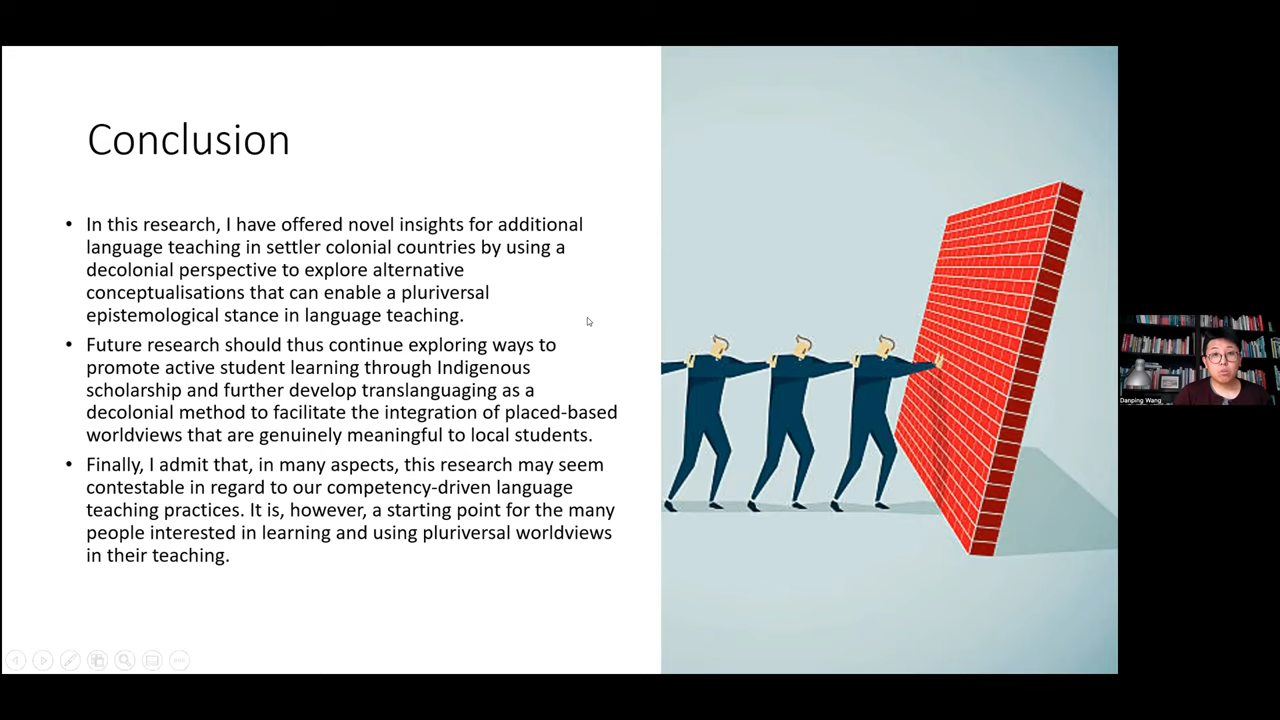 Conclusion
• In this research, I have offered novel insights for additional
language teaching in settler colonial countries by using a
decolonial perspective to explore alternative
conceptualisations that can enable a pluriversal
epistemological stance in language teaching.
• Future research should thus continue exploring ways to
promote active student learning through Indigenous
scholarship and further develop translanguaging as a
decolonial method to facilitate the integration of placed-based
worldviews that are genuinely meaningful to local students.
• Finally, I admit that, in many aspects, this research may seem
contestable in regard to our competency-driven language
teaching practices. It is, however, a starting point for the many
people interested in learning and using pluriversal worldviews
in their teaching.
Danping Wang